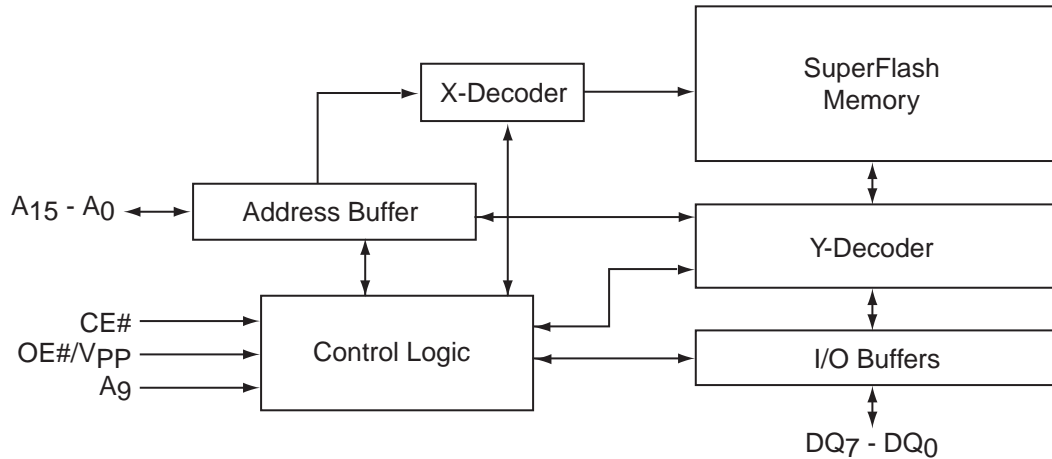 SuperFlash
Memory
X-Decoder
A15 - A0
Address Buffer
Y-Decoder
CE#
OE#/VPP
A9
Control Logic
I/O Buffers
DQ7 - DQ0